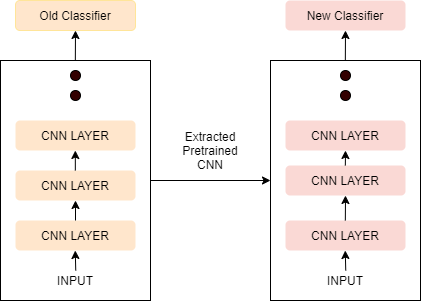 Old Classifier
New Classifier
CNN LAYER
CNN LAYER
CNN LAYER
INPUT
Extracted
Pretrained
CNN
CNN LAYER
CNN LAYER
CNN LAYER
INPUT